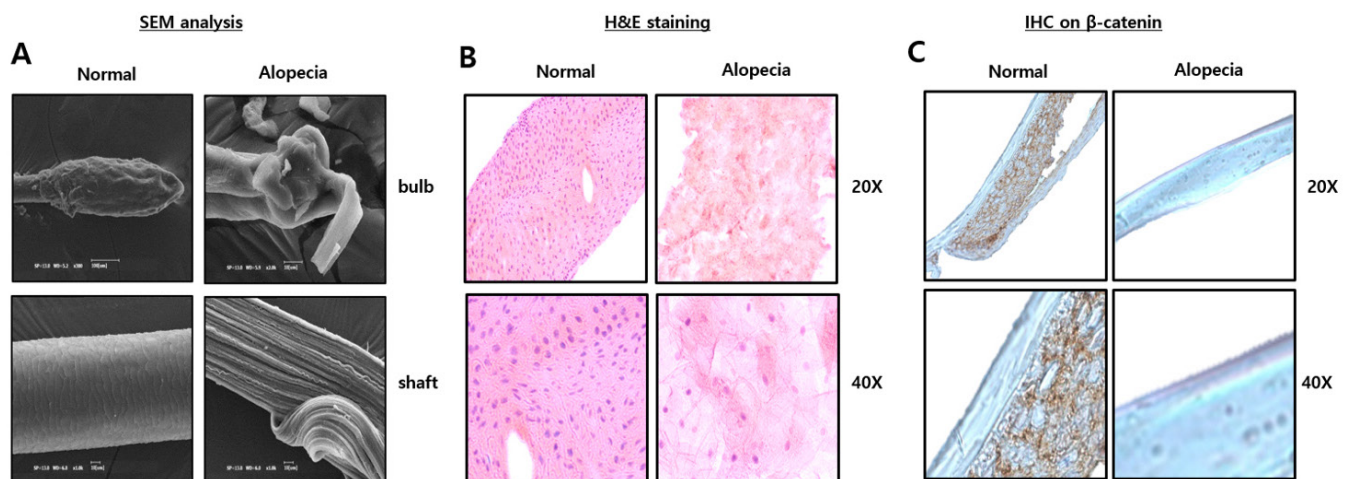 SEM analysis
A
Normal
Alopecia
bulb
shaft
H&E staining
B
Normal
Alopecia
20X
40X
IHC on β-catenin
C
Normal
Alopecia
20X
40X